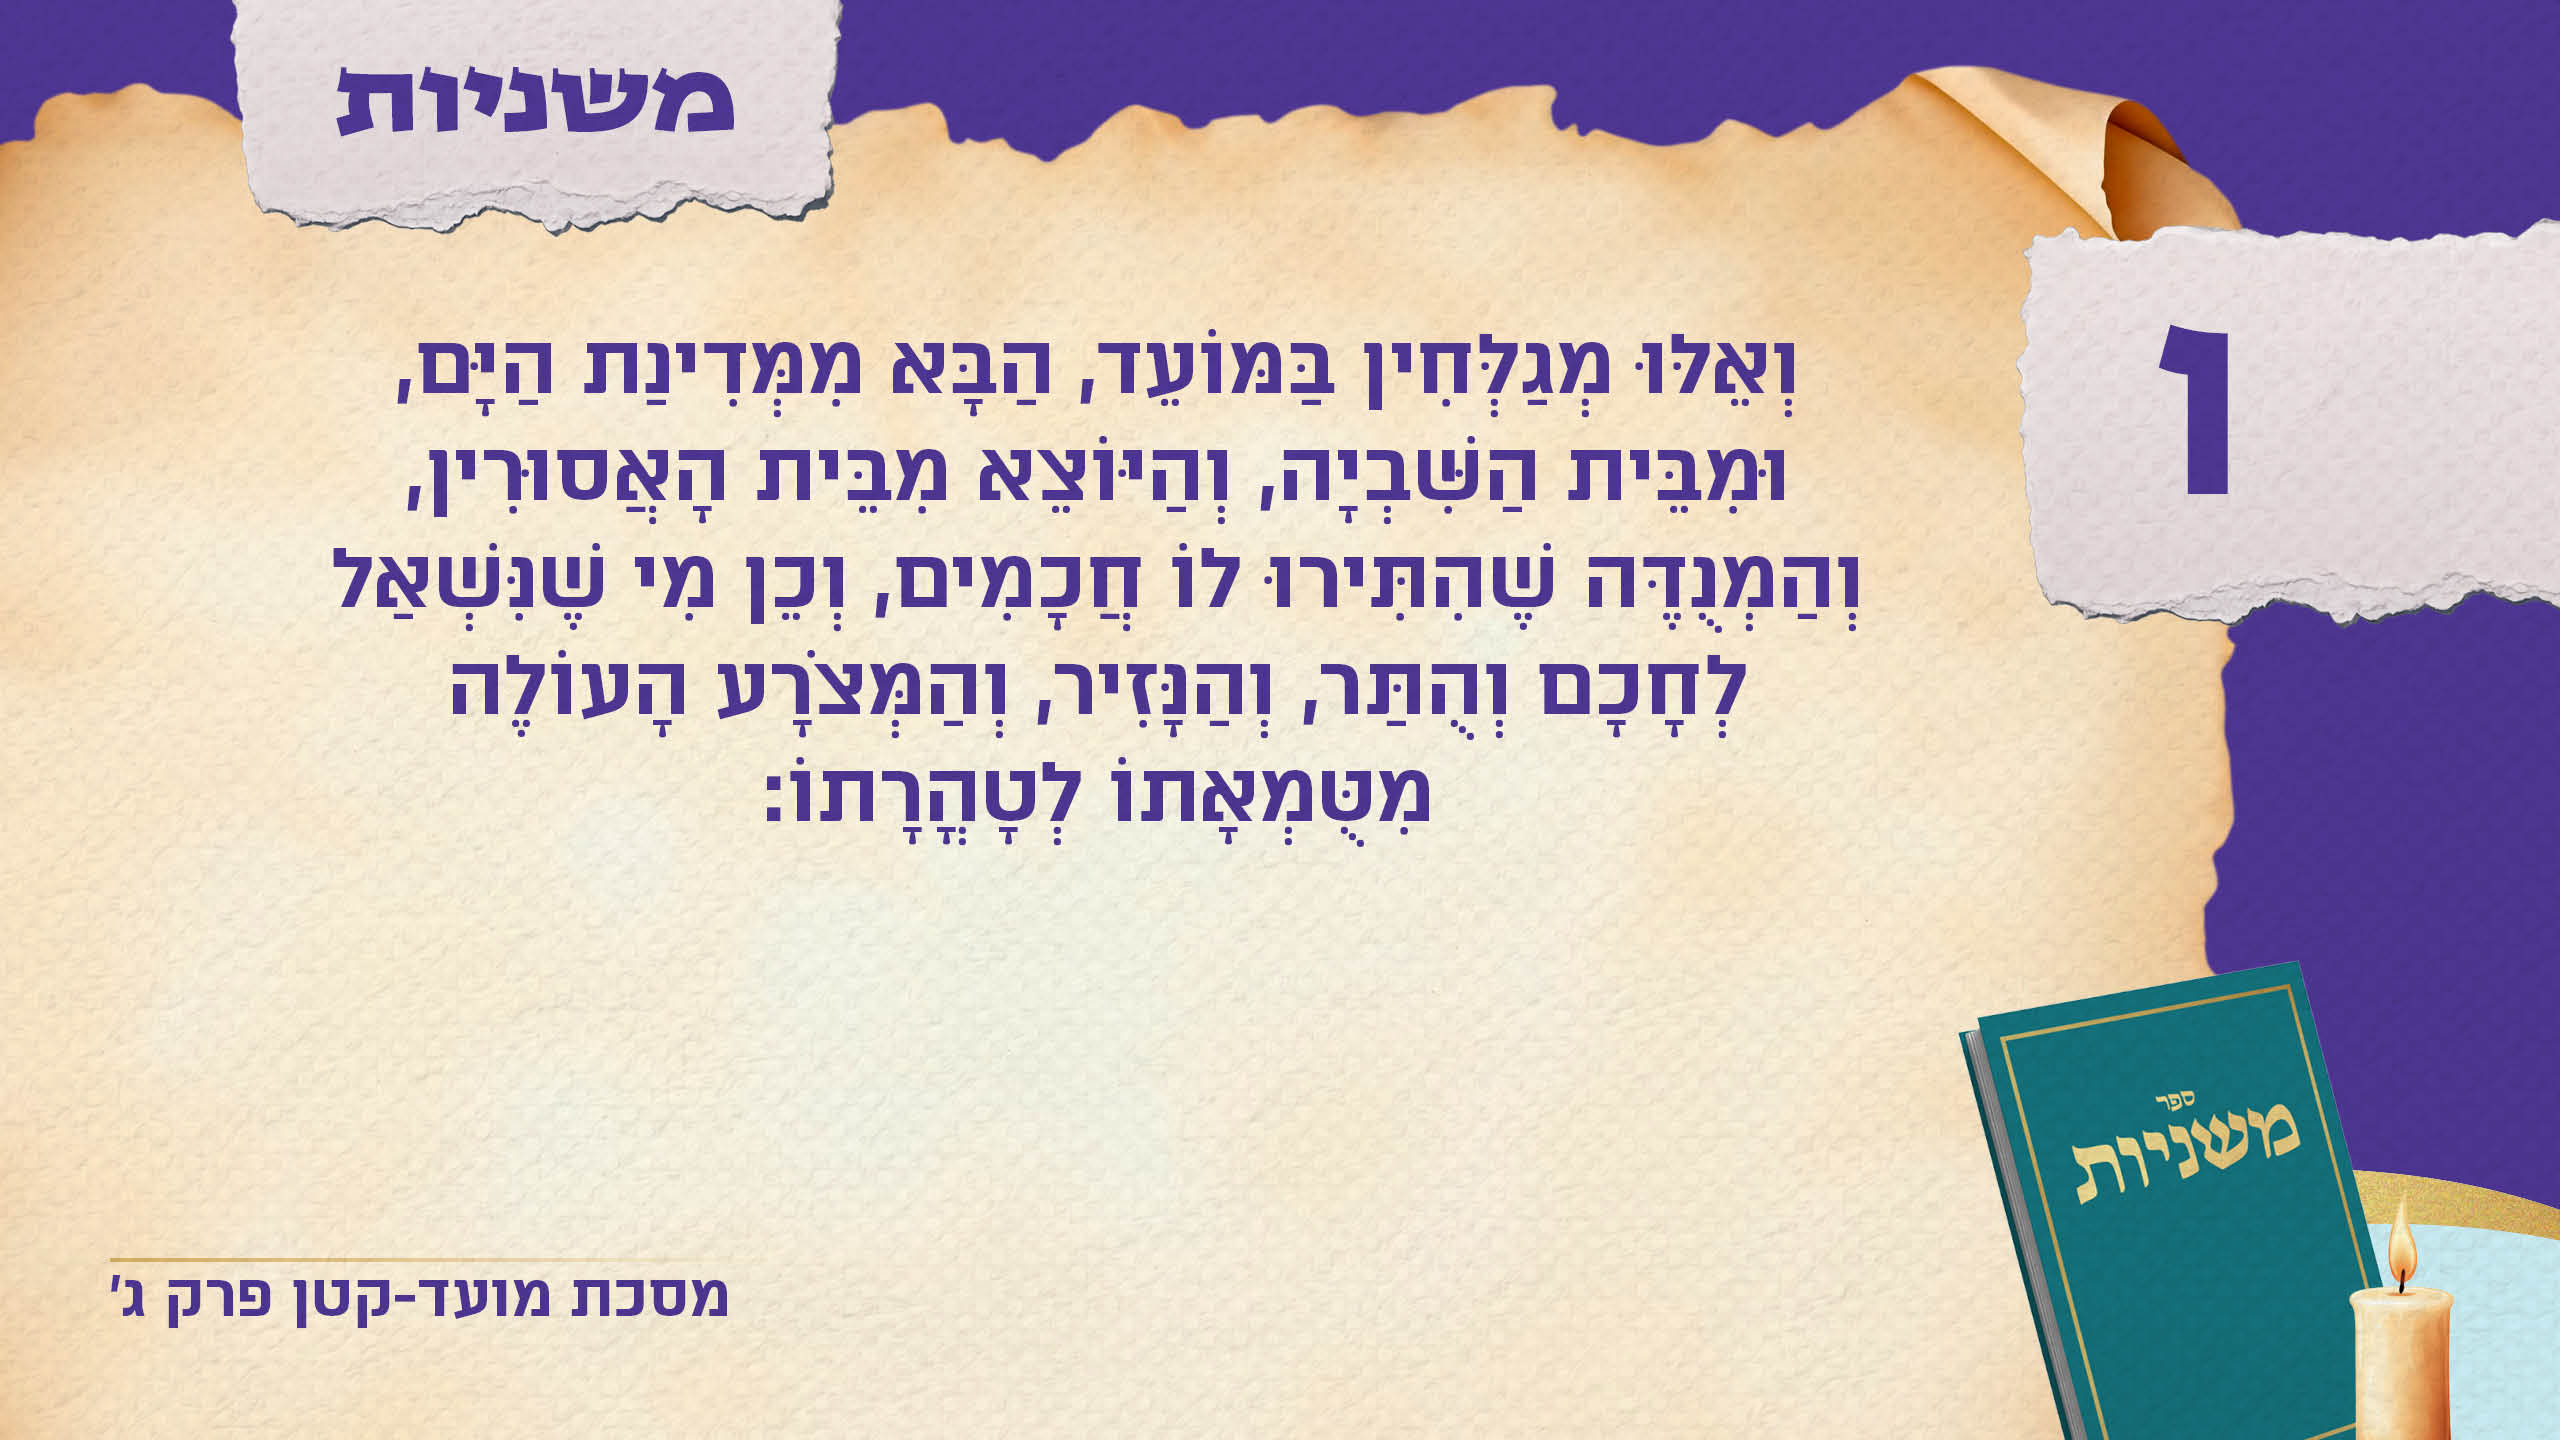 משניות
1
וְאֵלּוּ מְגַלְּחִין בַּמּוֹעֵד, הַבָּא מִמְּדִינַת הַיָּם,
וּמִבֵּית הַשִּׁבְיָה, וְהַיּוֹצֵא מִבֵּית הָאֲסוּרִין,
וְהַמְנֻדֶּה שֶׁהִתִּירוּ לוֹ חֲכָמִים, וְכֵן מִי שֶׁנִּשְׁאַל
לְחָכָם וְהֻתַּר, וְהַנָּזִיר, וְהַמְּצֹרָע הָעוֹלֶה
מִטֻּמְאָתוֹ לְטָהֳרָתוֹ:
ספר
משניות
מסכת מועד-קטן פרק ג'